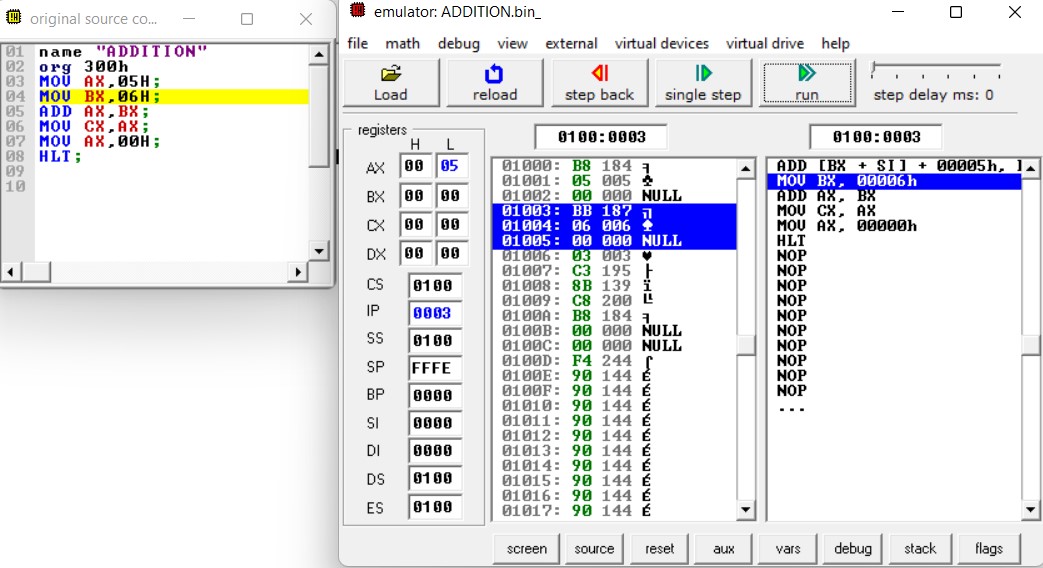 original source co...
01 name "ADDITION"
02 org 300h
03 MOV AX,05H;
04 MOV BX,06H;
05 ADD AX,BX;
06 MOV CX,AX;
07 MOV AX,00H;
08 HLT;
09
10
emulator: ADDITION.bin_
file math debug view external virtual devices virtual drive help
Load reload step back single step run step delay ms: 0
registers
H L
AX 00 05
BX 00 00
CX 00 00
DX 00 00
CS 0100
IP 0003
SS 0100
SP FFFE
BP 0000
SI 0000
DI 0000
DS 0100
ES 0100
0100:0003
01000: B8 184 ╕
01001: 05 005 ♣
01002: 00 000 NULL
01003: BB 187 ╗
01004: 06 006 ♠
01005: 00 000 NULL
01006: 03 003 ♥
01007: C3 195 ├
01008: 8B 139 ï
01009: C8 200 ╚
0100A: B8 184 ╕
0100B: 00 000 NULL
0100C: 00 000 NULL
0100D: F4 244 ⌠
0100E: 90 144 É
0100F: 90 144 É
01010: 90 144 É
01011: 90 144 É
01012: 90 144 É
01013: 90 144 É
01014: 90 144 É
01015: 90 144 É
01016: 90 144 É
01017: 90 144 É
0100:0003
ADD [BX + SI] + 00005h,
MOV BX, 00006h
ADD AX, BX
MOV CX, AX
MOV AX, 00000h
HLT
NOP
NOP
NOP
NOP
NOP
NOP
NOP
NOP
NOP
NOP
...
screen source reset aux vars debug stack flags